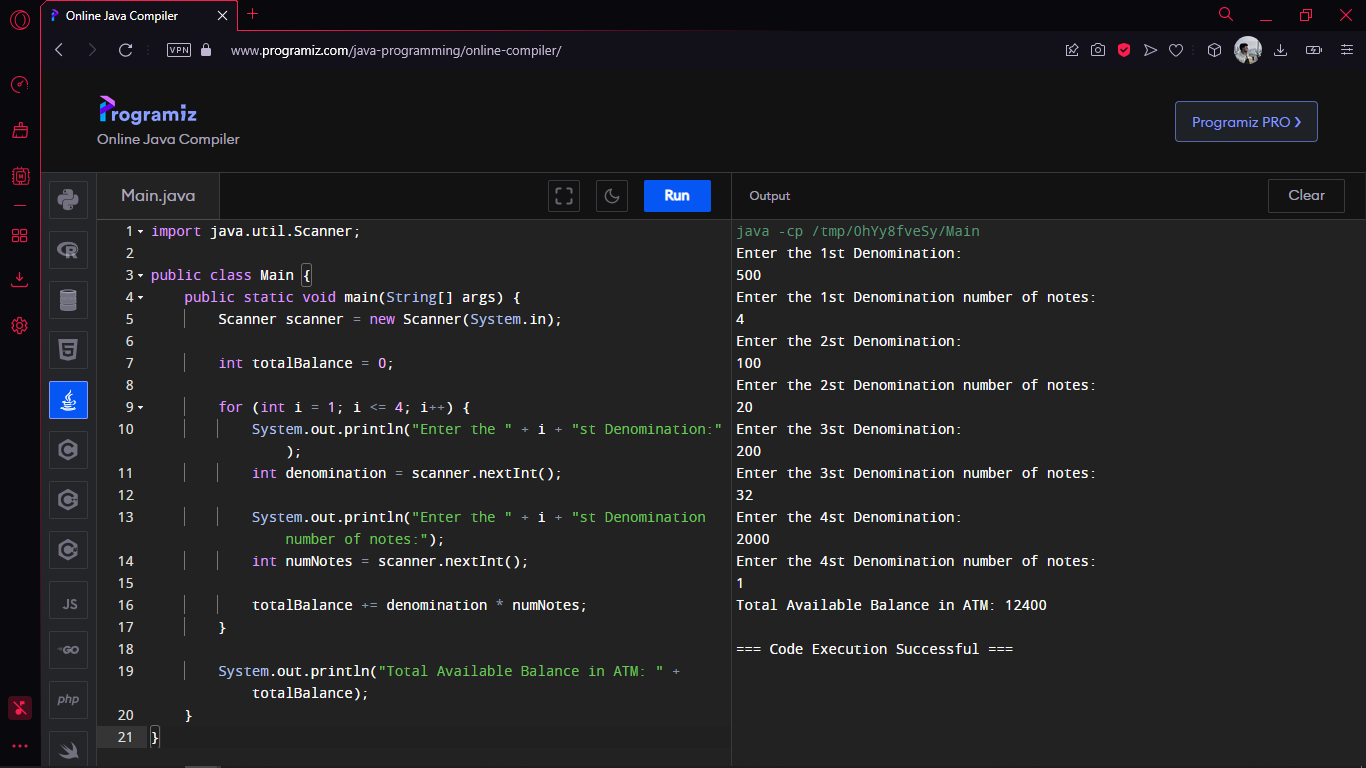 Online Java Compiler
VPN
www.programiz.com/java-programming/online-compiler/
Programiz
Online Java Compiler
Programiz PRO
Main.java
Run
Output
Clear
1 import java.util.Scanner;
2
3 public class Main {
4 public static void main(String[] args) {
5 Scanner scanner = new Scanner(System.in);
6
7 int totalBalance = 0;
8
9 for (int i = 1; i <= 4; i++) {
10 System.out.println("Enter the " + i + "st Denomination:"
);
11 int denomination = scanner.nextInt();
12
13 System.out.println("Enter the " + i + "st Denomination
number of notes:");
14 int numNotes = scanner.nextInt();
15
16 totalBalance += denomination * numNotes;
17 }
18
19 System.out.println("Total Available Balance in ATM: " +
totalBalance);
20 }
21 }
java -cp /tmp/OhYy8fveSy/Main
Enter the 1st Denomination:
500
Enter the 1st Denomination number of notes:
4
Enter the 2st Denomination:
100
Enter the 2st Denomination number of notes:
20
Enter the 3st Denomination:
200
Enter the 3st Denomination number of notes:
32
Enter the 4st Denomination:
2000
Enter the 4st Denomination number of notes:
1
Total Available Balance in ATM: 12400
=== Code Execution Successful ===
JS
GO
php